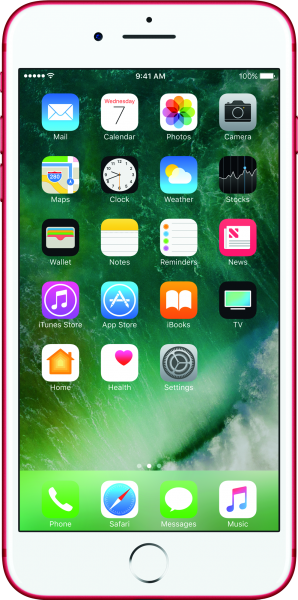 9:41 AM 100%
Wednesday
7
Mail Calendar Photos Camera
280
Maps Clock Weather Stocks
Wallet Notes Reminders News
iTunes Store App Store iBooks TV
Home Health Settings
Phone Safari Messages Music